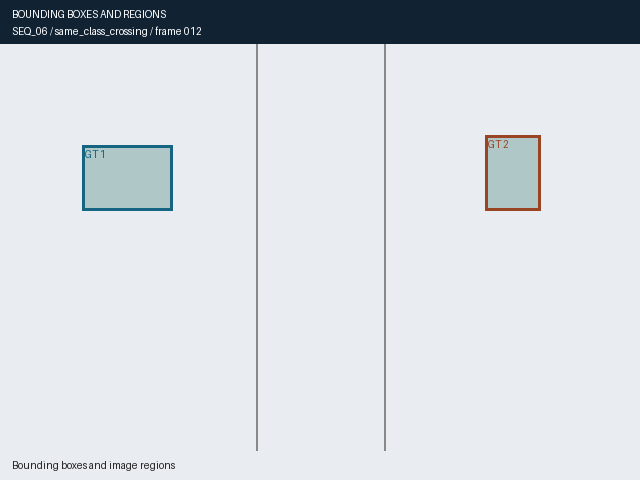 BOUNDING BOXES AND REGIONS
SEQ_06 / same_class_crossing / frame 012
GT1
GT2
Bounding boxes and image regions